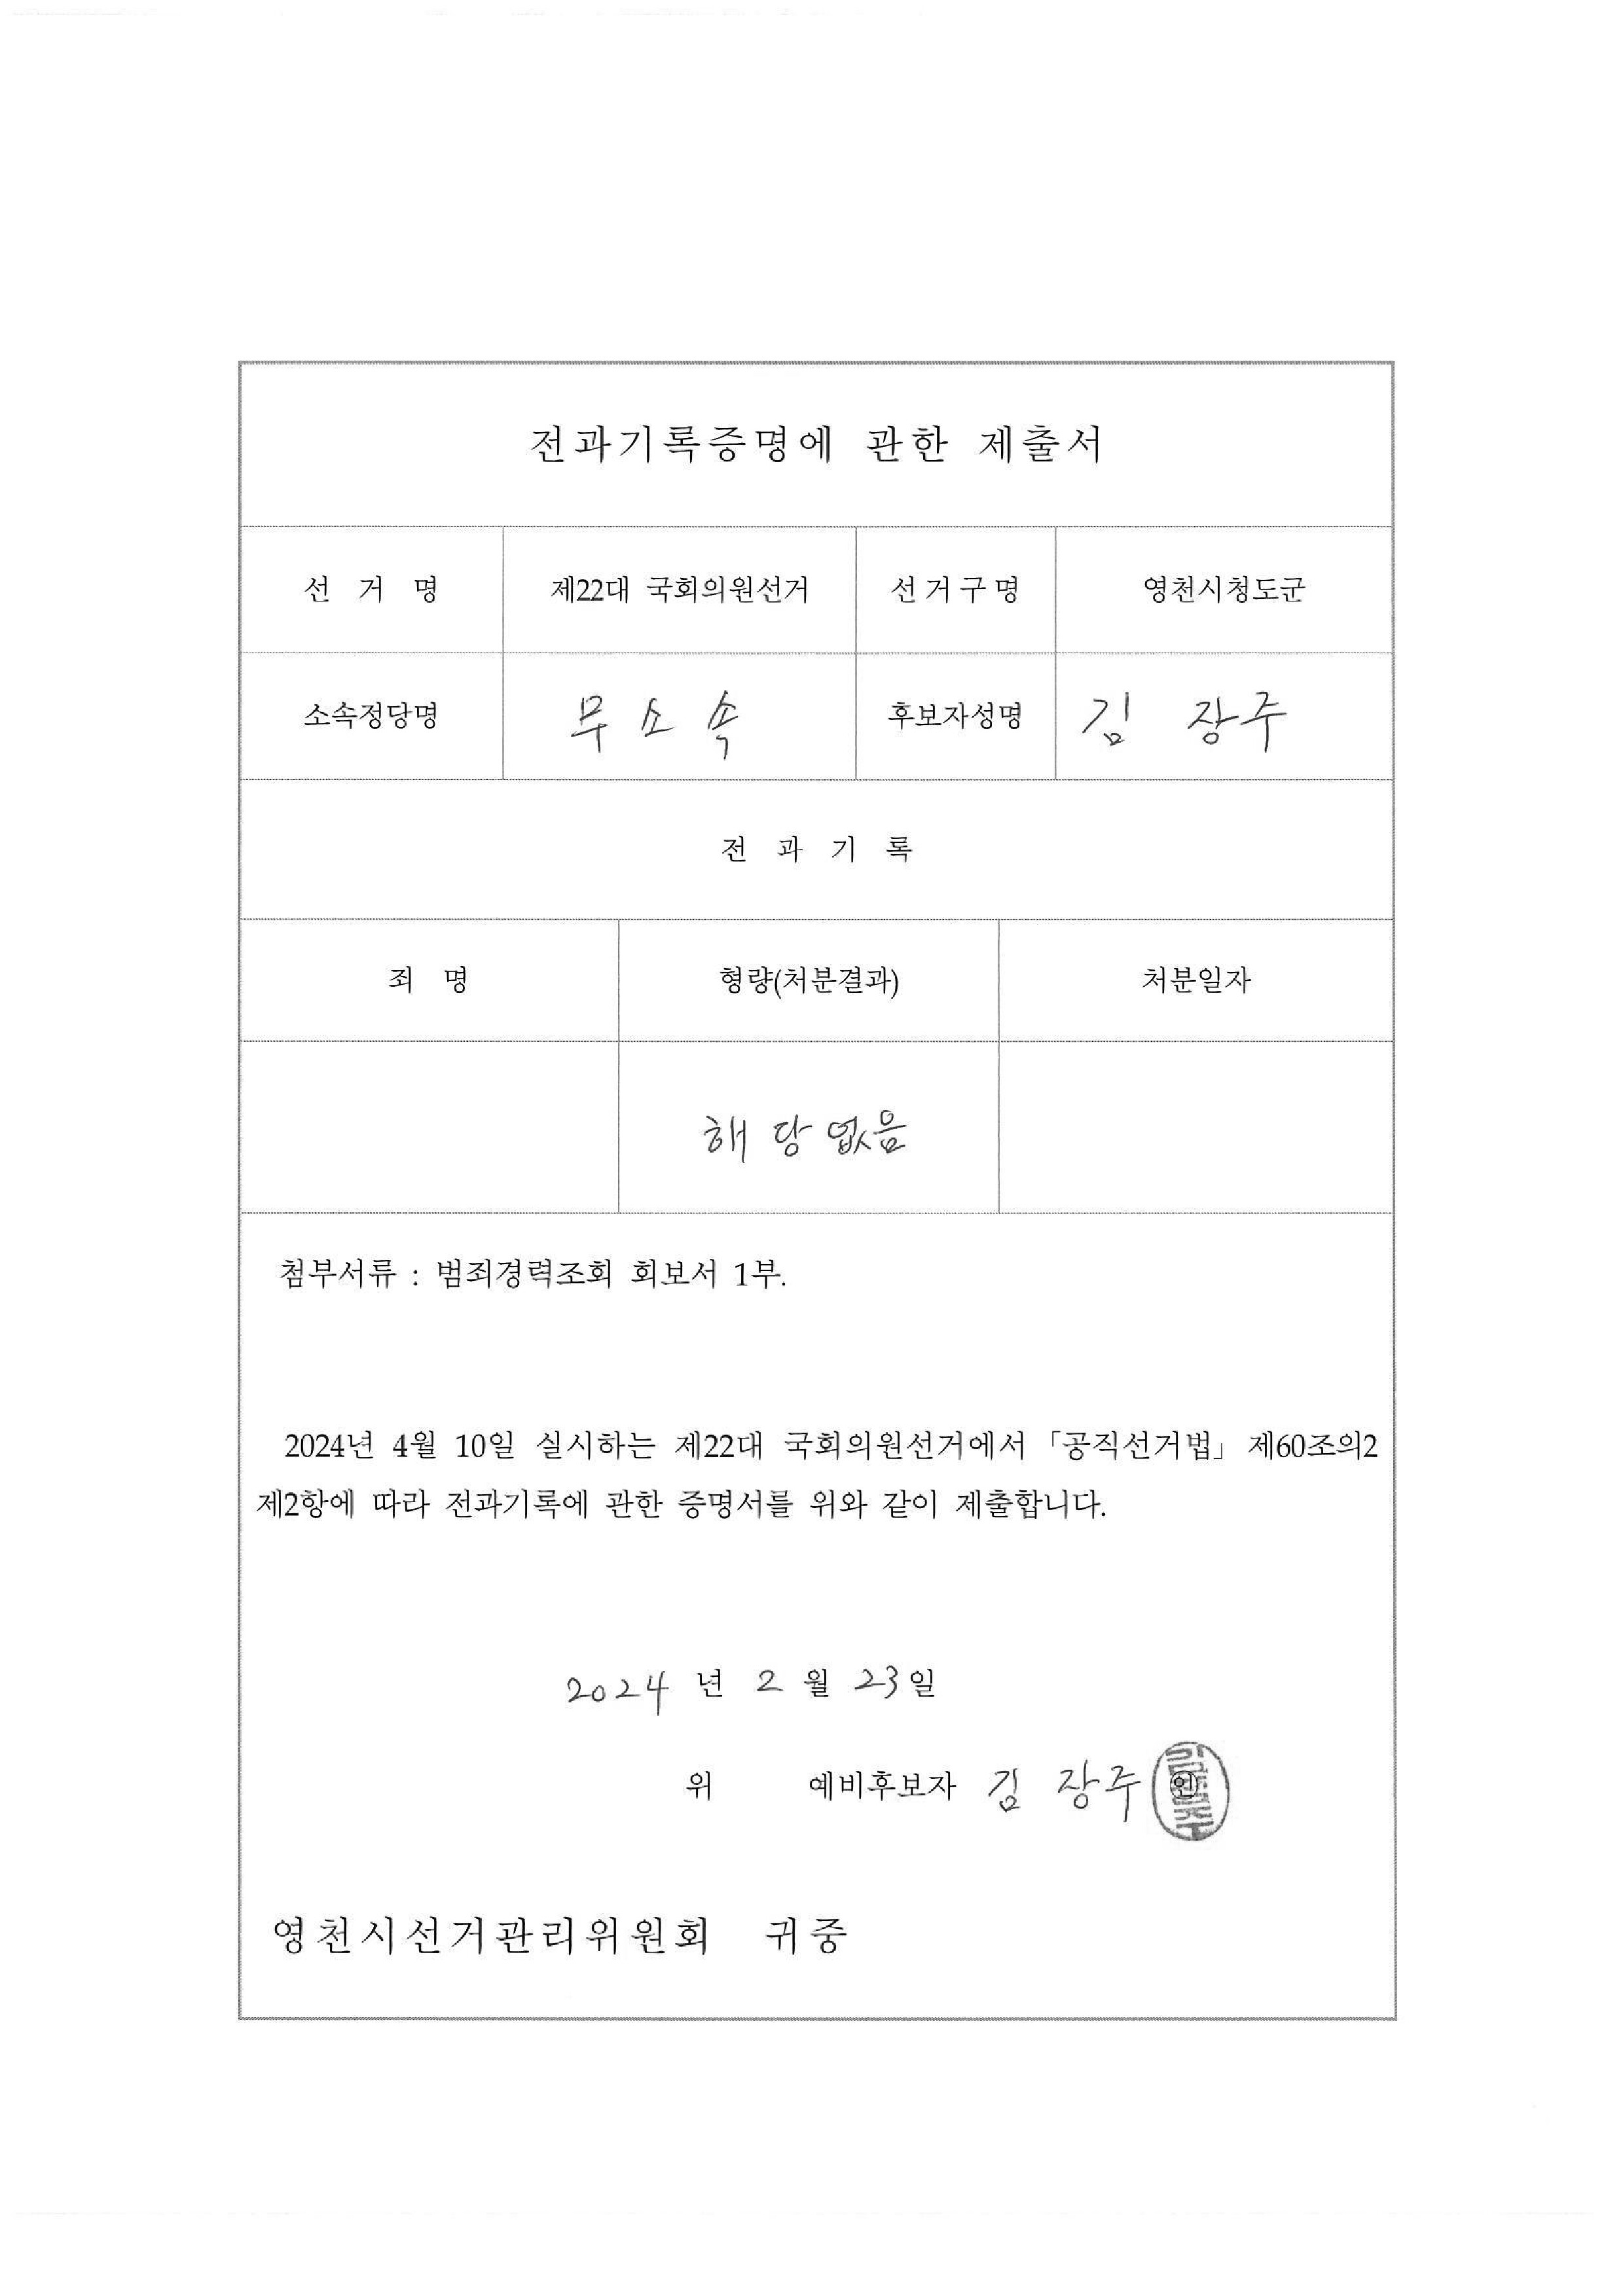 전과기록증명에 관한 제출서
선 거 명 제22대 국회의원선거 선거구명 영천시청도군
소속정당명 무소속 후보자성명 김 장주
전 과 기 록
죄 명 형량(처분결과) 처분일자
해당없음
첨부서류 : 범죄경력조회 회보서 1부.
2024년 4월 10일 실시하는 제22대 국회의원선거에서 「공직선거법」 제60조의2
제2항에 따라 전과기록에 관한 증명서를 위와 같이 제출합니다.
2024 년 2 월 23일
위 예비후보자 김 장주 ㊞
김장주
영천시선거관리위원회 귀중